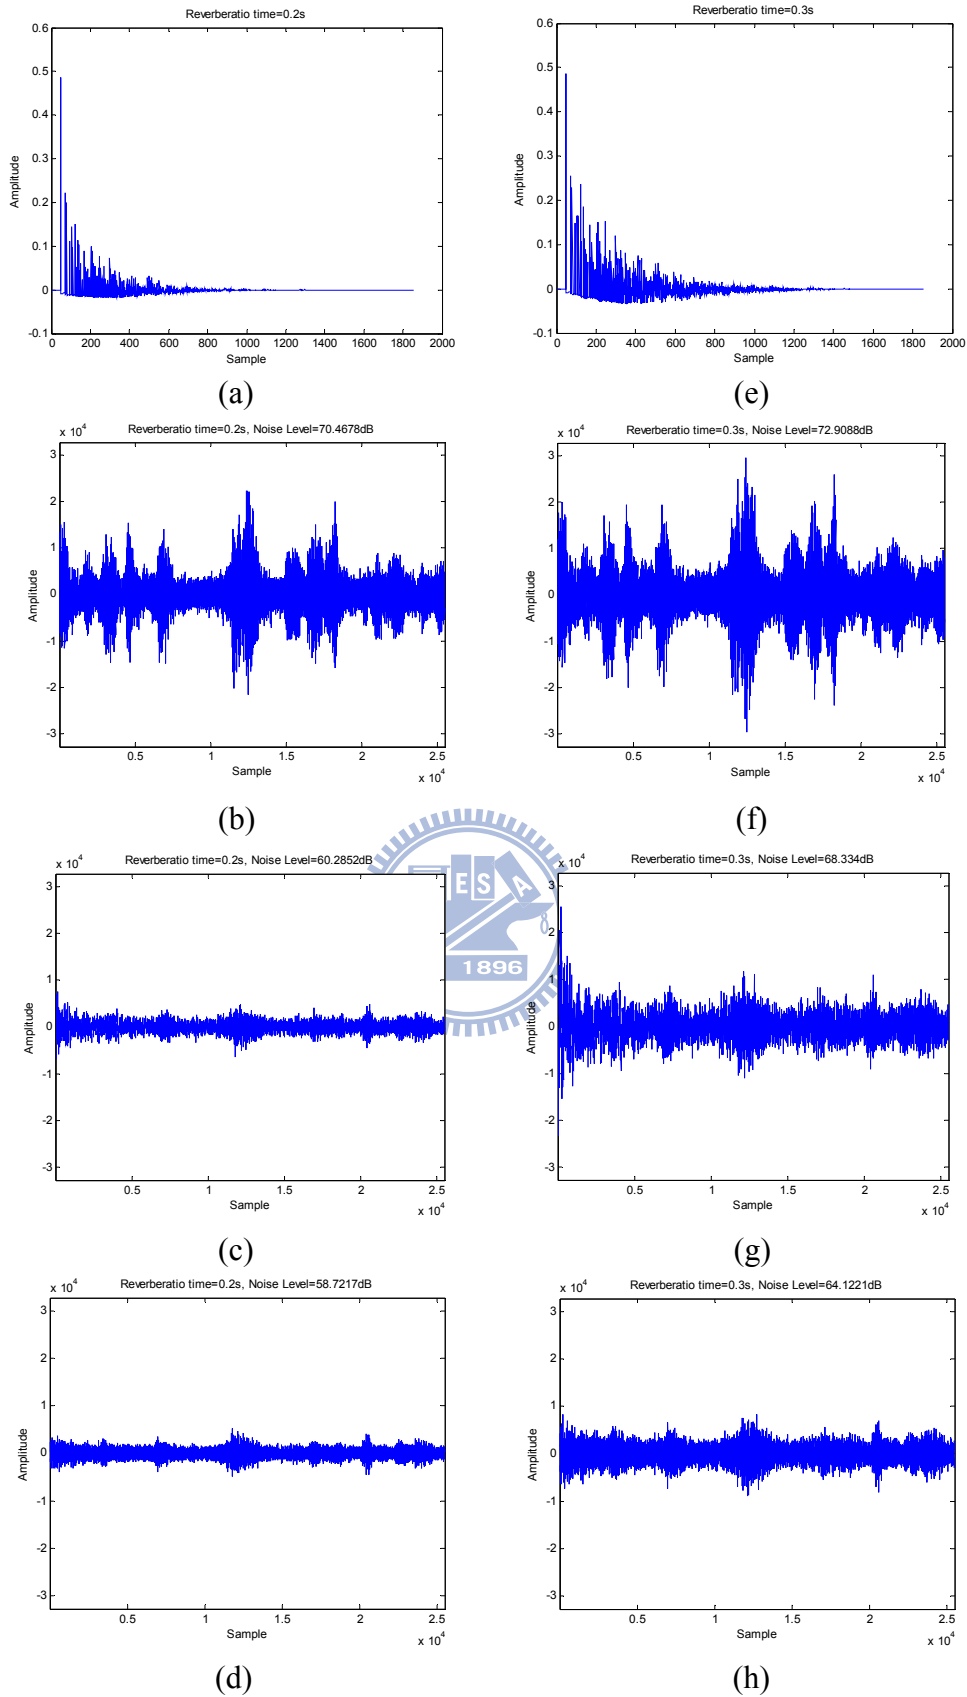 Reverberatio time=0.2s
0.6
0.5
0.4
0.3
0.2
0.1
0
-0.1
Amplitude
0 200 400 600 800 1000 1200 1400 1600 1800 2000
Sample
(a)
Reverberatio time=0.3s
0.6
0.5
0.4
0.3
0.2
0.1
0
-0.1
Amplitude
0 200 400 600 800 1000 1200 1400 1600 1800 2000
Sample
(e)
x 10^4
Reverberatio time=0.2s, Noise Level=70.4678dB
3
2
1
0
-1
-2
-3
Amplitude
0.5 1 1.5 2 2.5
Sample
x 10^4
(b)
x 10^4
Reverberatio time=0.3s, Noise Level=72.9088dB
3
2
1
0
-1
-2
-3
Amplitude
0.5 1 1.5 2 2.5
Sample
x 10^4
(f)
x 10^4
Reverberatio time=0.2s, Noise Level=60.2852dB
3
2
1
0
-1
-2
-3
Amplitude
0.5 1 1.5 2 2.5
Sample
x 10^4
(c)
ESA
1896
x 10^4
Reverberatio time=0.3s, Noise Level=68.334dB
3
2
1
0
-1
-2
-3
Amplitude
0.5 1 1.5 2 2.5
Sample
x 10^4
(g)
x 10^4
Reverberatio time=0.2s, Noise Level=58.7217dB
3
2
1
0
-1
-2
-3
Amplitude
0.5 1 1.5 2 2.5
Sample
x 10^4
(d)
x 10^4
Reverberatio time=0.3s, Noise Level=64.1221dB
3
2
1
0
-1
-2
-3
Amplitude
0.5 1 1.5 2 2.5
Sample
x 10^4
(h)